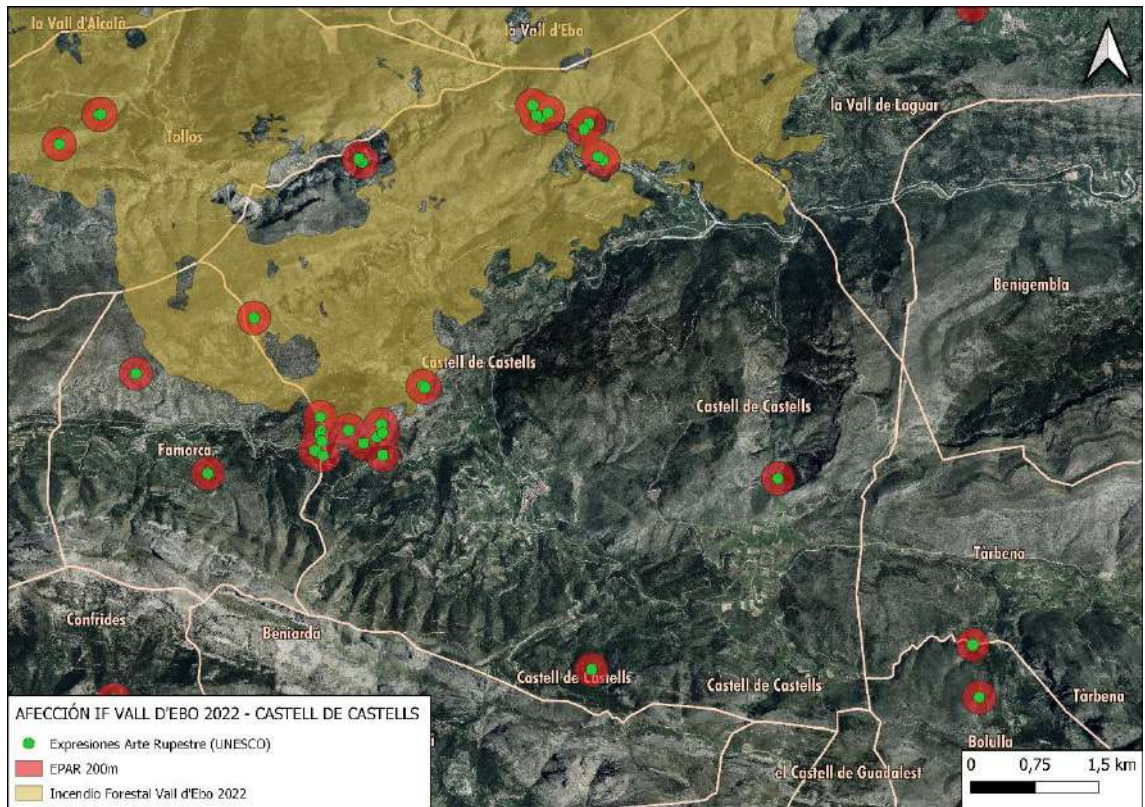 la Vall d'Alcalà
la Vall d'Ebo
la Vall de Laguar
Tollos
Benigembla
Castell de Castells
Castell de Castells
Famorca
Tàrbena
Confrides
Beniardá
Castell de Castells
Castell de Castells
Tàrbena
Bolulla
el Castell de Guadalest
AFECCIÓN IF VALL D'EBO 2022 - CASTELL DE CASTELLS
Expresiones Arte Rupestre (UNESCO)
EPAR 200m
Incendio Forestal Vall d'Ebo 2022
0 0,75 1,5 km